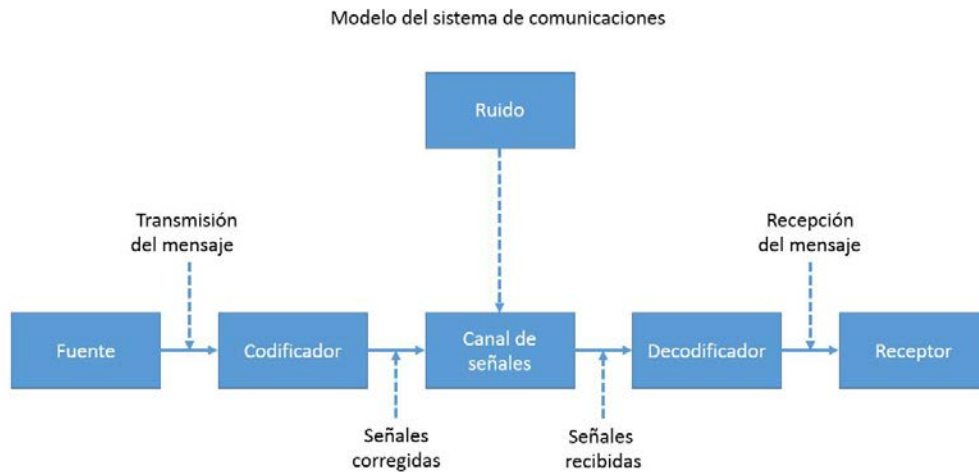 Modelo del sistema de comunicaciones
Ruido
Transmisión
del mensaje
Recepción
del mensaje
Fuente
Codificador
Canal de
señales
Decodificador
Receptor
Señales
corregidas
Señales
recibidas